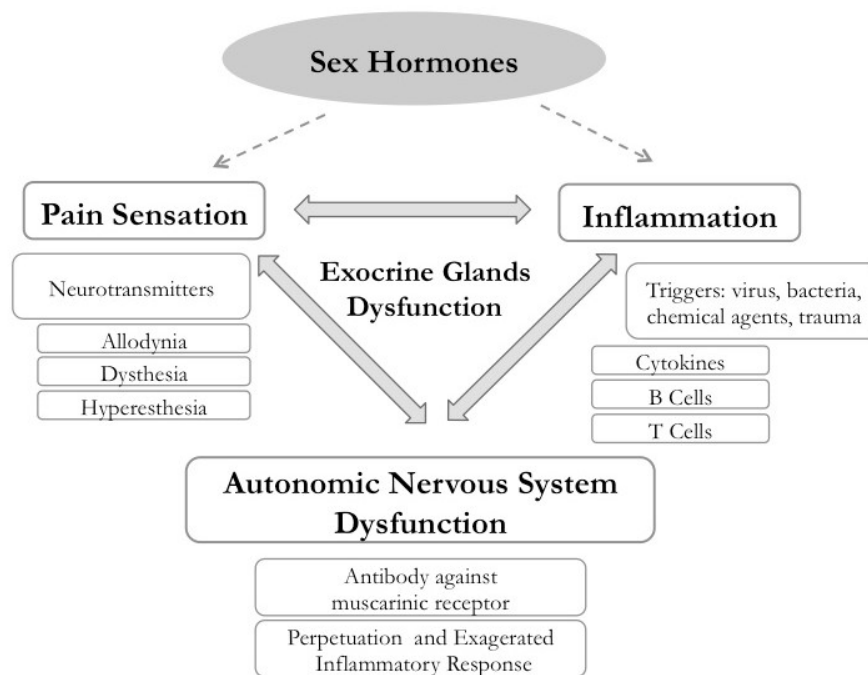 Sex Hormones
Pain Sensation
Inflammation
Exocrine Glands
Dysfunction
Neurotransmitters
Allodynia
Dysthesia
Hyperesthesia
Triggers: virus, bacteria,
chemical agents, trauma
Cytokines
B Cells
T Cells
Autonomic Nervous System
Dysfunction
Antibody against
muscarinic receptor
Perpetuation and Exagerated
Inflammatory Response